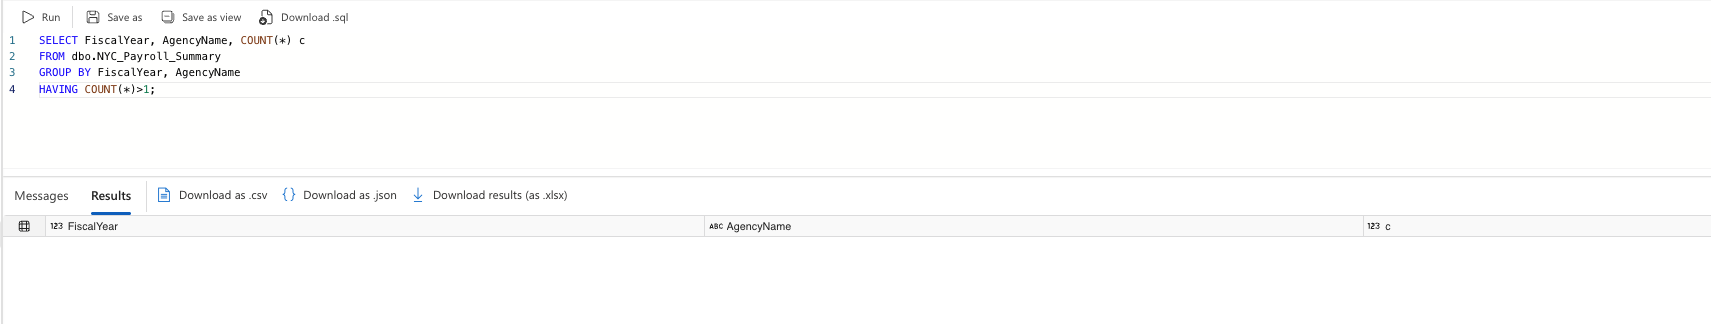 Run Save as Save as view Download .sql
1 SELECT FiscalYear, AgencyName, COUNT(*) c
2 FROM dbo.NYC_Payroll_Summary
3 GROUP BY FiscalYear, AgencyName
4 HAVING COUNT(*)>1;
Messages Results Download as .csv {} Download as .json Download results (as .xlsx)
123 FiscalYear ABC AgencyName 123 c